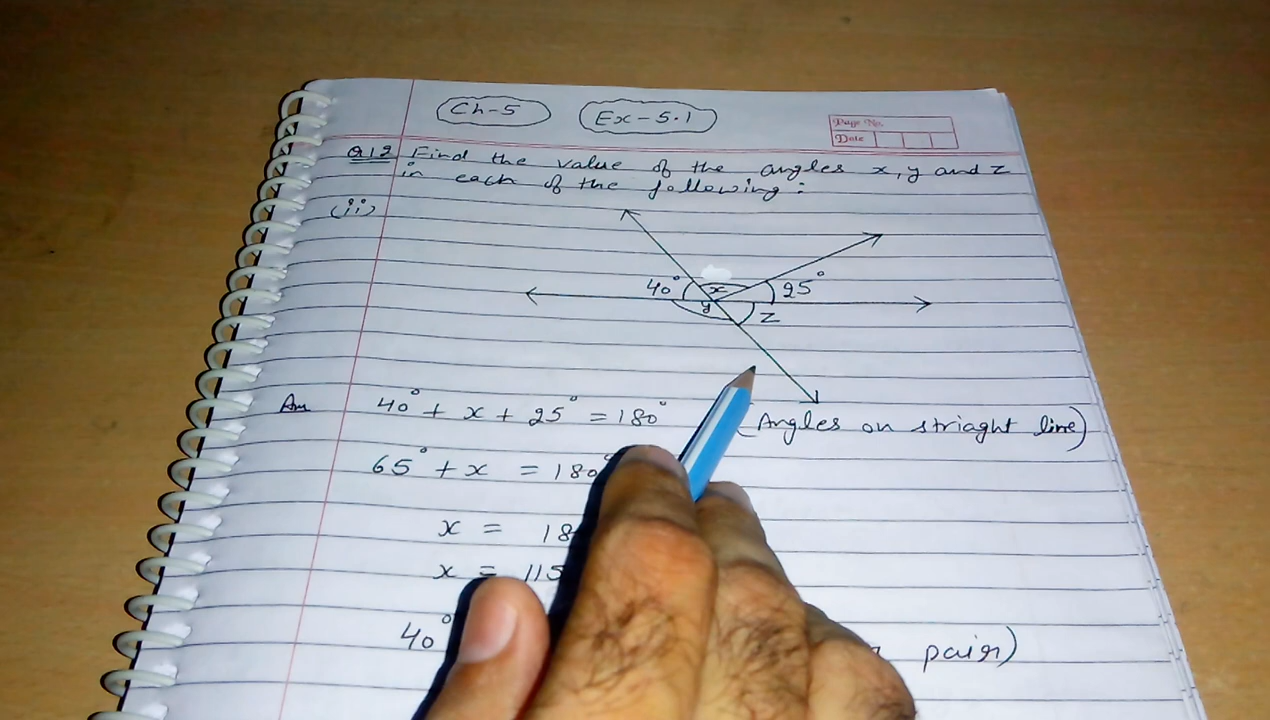 Ch-5 Ex-5.1
Page No.
Date
Q12 Find the value of the angles x, y and z
in each of the following:
(ii)
40° x 25°
y z
Ans 40° + x + 25° = 180° (Angles on striaght line)
65° + x = 180°
x = 18
x = 115
40° pair)